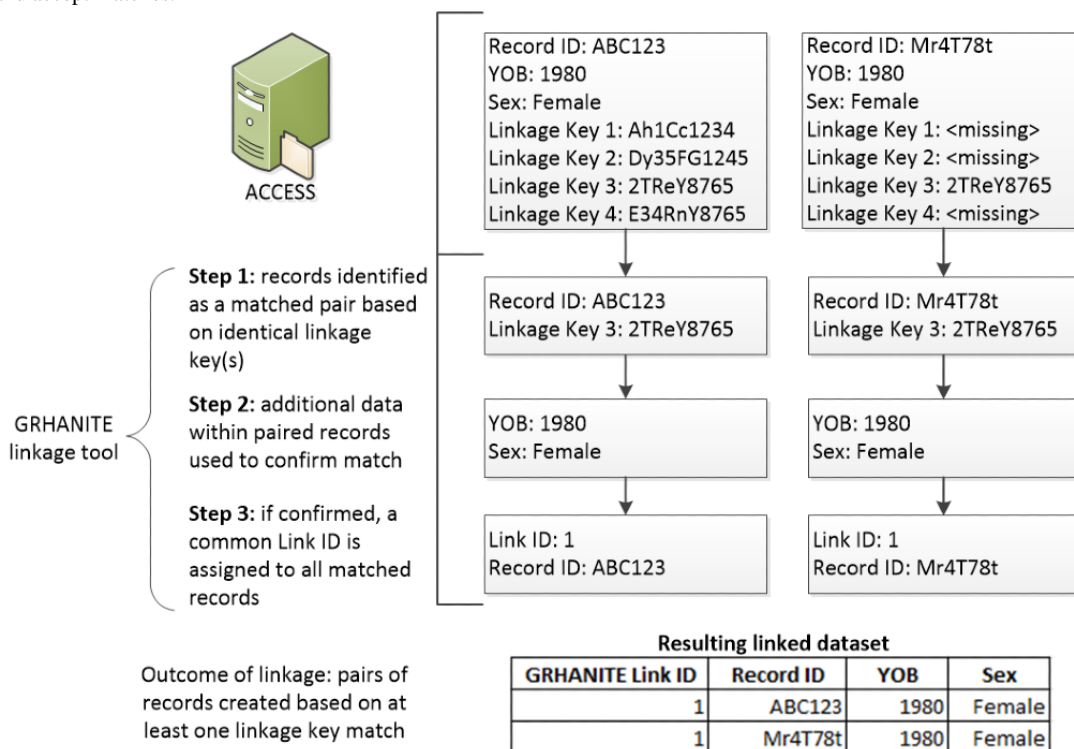 Record ID: ABC123
YOB: 1980
Sex: Female
Linkage Key 1: Ah1Cc1234
Linkage Key 2: Dy35FG1245
Linkage Key 3: 2TReY8765
Linkage Key 4: E34RnY8765
Record ID: Mr4T78t
YOB: 1980
Sex: Female
Linkage Key 1: <missing>
Linkage Key 2: <missing>
Linkage Key 3: 2TReY8765
Linkage Key 4: <missing>
ACCESS
GRHANITE
linkage tool
Step 1: records identified
as a matched pair based
on identical linkage
key(s)
Record ID: ABC123
Linkage Key 3: 2TReY8765
Record ID: Mr4T78t
Linkage Key 3: 2TReY8765
Step 2: additional data
within paired records
used to confirm match
YOB: 1980
Sex: Female
YOB: 1980
Sex: Female
Step 3: if confirmed, a
common Link ID is
assigned to all matched
records
Link ID: 1
Record ID: ABC123
Link ID: 1
Record ID: Mr4T78t
Outcome of linkage: pairs of
records created based on at
least one linkage key match
Resulting linked dataset
GRHANITE Link ID Record ID YOB Sex
1 ABC123 1980 Female
1 Mr4T78t 1980 Female